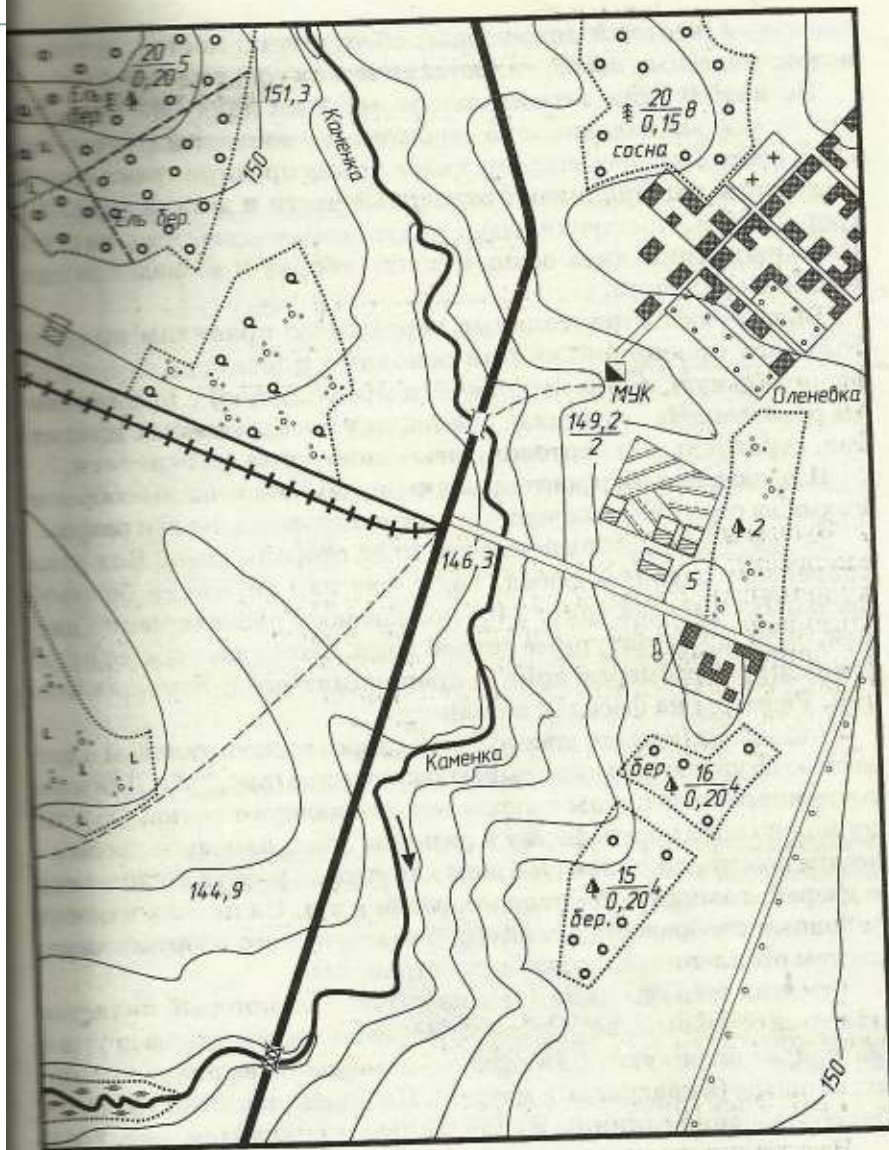 20
0,20 5
Ель
бер.
151,3
Каменка
20
0,15 8
сосна
150
Ель бер.
МУК
149,2
2
Оленевка
2
146,3
5
Каменка
бер.
16
0,20 4
15
0,20 4
бер.
144,9
150